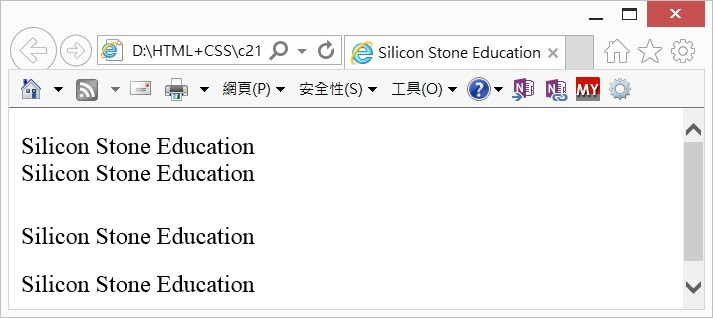 D:\HTML+CSS\c21
Silicon Stone Education
網頁(P) 安全性(S) 工具(O)
MY
Silicon Stone Education
Silicon Stone Education
Silicon Stone Education
Silicon Stone Education